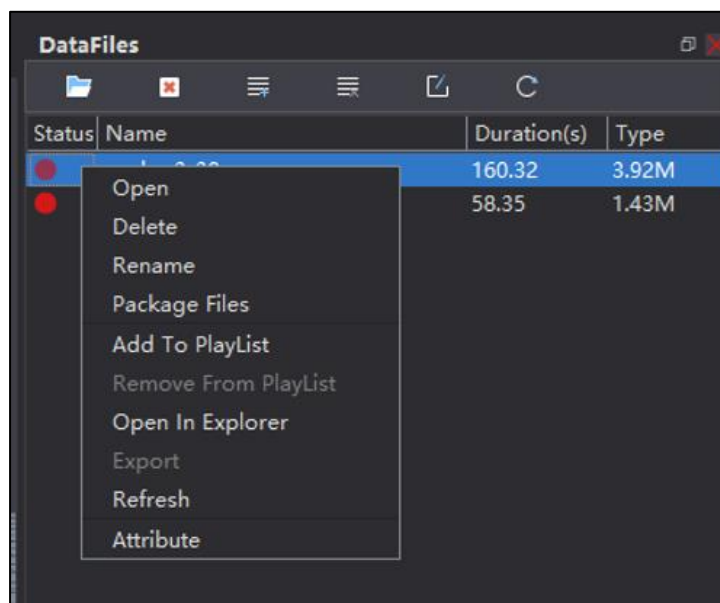 DataFiles
Status Name Duration(s) Type
160.32 3.92M
58.35 1.43M
Open
Delete
Rename
Package Files
Add To PlayList
Remove From PlayList
Open In Explorer
Export
Refresh
Attribute